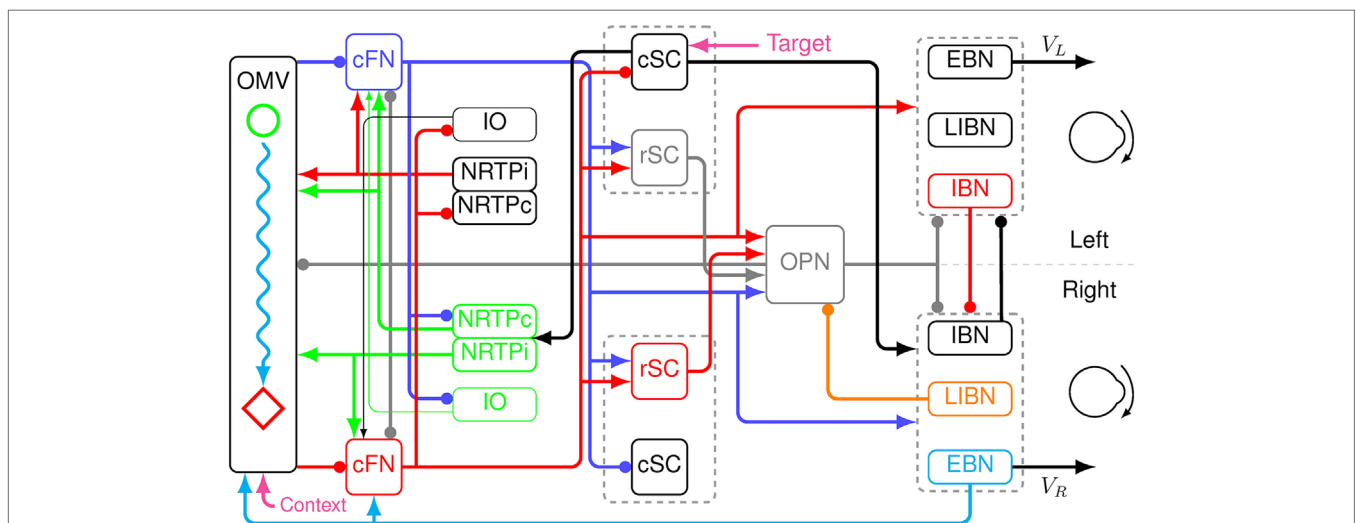 OMV
cFN
cSC
Target
EBN
V_L
IO
LIBN
NRTPi
rSC
IBN
NRTPc
OPN
Left
Right
NRTPc
IBN
NRTPi
rSC
IO
LIBN
cFN
cSC
EBN
V_R
Context